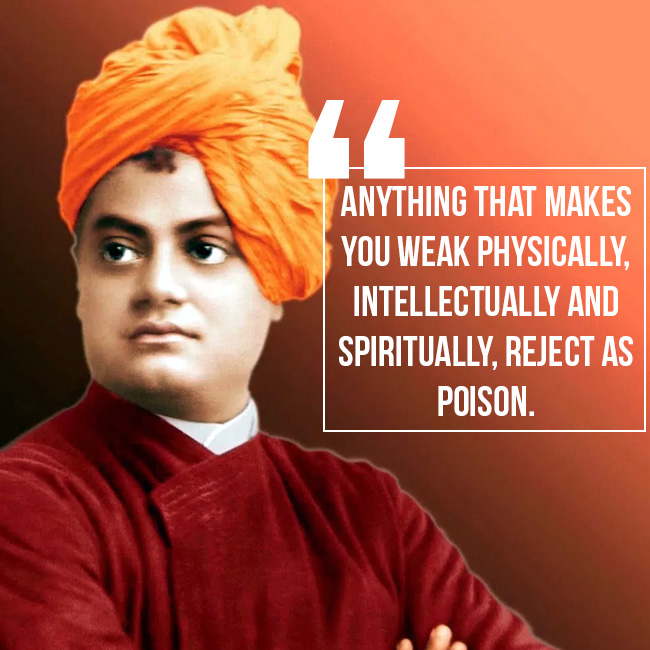 “
ANYTHING THAT MAKES
YOU WEAK PHYSICALLY,
INTELLECTUALLY AND
SPIRITUALLY, REJECT AS
POISON.